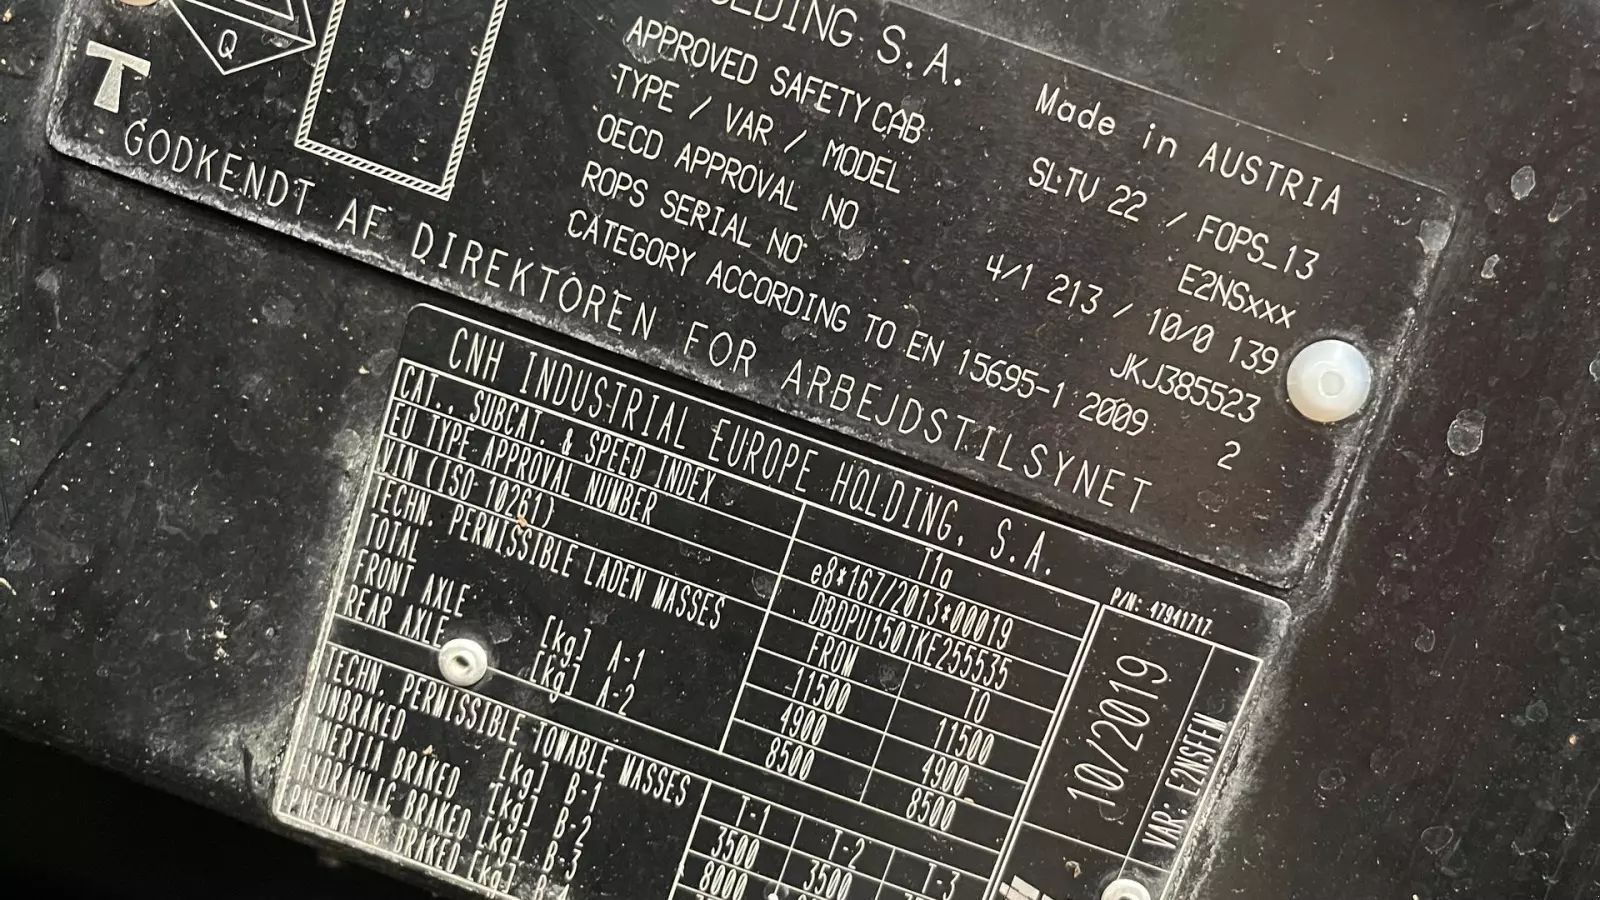 Q
T
GODKENDT AF DIREKTØREN FOR ARBEJDSTILSYNET
S.A.
Made in AUSTRIA
APPROVED SAFETY CAB SL:TV 22 / FOPS_13
TYPE / VAR / MODEL E2NSxxx
OECD APPROVAL NO 4/1 213 / 10/0 139
ROPS SERIAL NO: JKJ385523
CATEGORY ACCORDING TO EN 15695-1 2009 2
CNH INDUSTRIAL EUROPE HOLDING, S.A.
P/N: 47941717
CAT., SUBCAT. & SPEED INDEX T1a
EU TYPE APPROVAL NUMBER e8*167/2013*00019
VIN (ISO 10261) DBDPU150TKE255535
TECHN. PERMISSIBLE LADEN MASSES FROM TO
TOTAL 11500 11500
FRONT AXLE [kg] A-1 4900 4900
REAR AXLE [kg] A-2 8500 8500
TECHN. PERMISSIBLE TOWABLE MASSES T-1 T-2 T-3
UNBRAKED [kg] B-1 3500 3500
INERTIA BRAKED [kg] B-2 8000
HYDRAULIC BRAKED [kg] B-3
PNEUMATIC BRAKED [kg]
10/2019
VAR: E2NSFEM